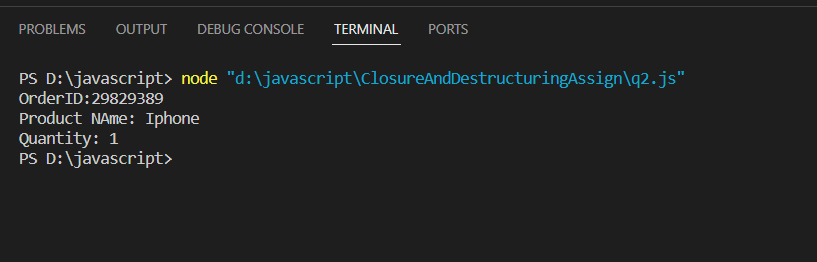 PROBLEMS OUTPUT DEBUG CONSOLE TERMINAL PORTS
PS D:\javascript> node "d:\javascript\ClosureAndDestructuringAssign\q2.js"
OrderID:29829389
Product NAme: Iphone
Quantity: 1
PS D:\javascript>